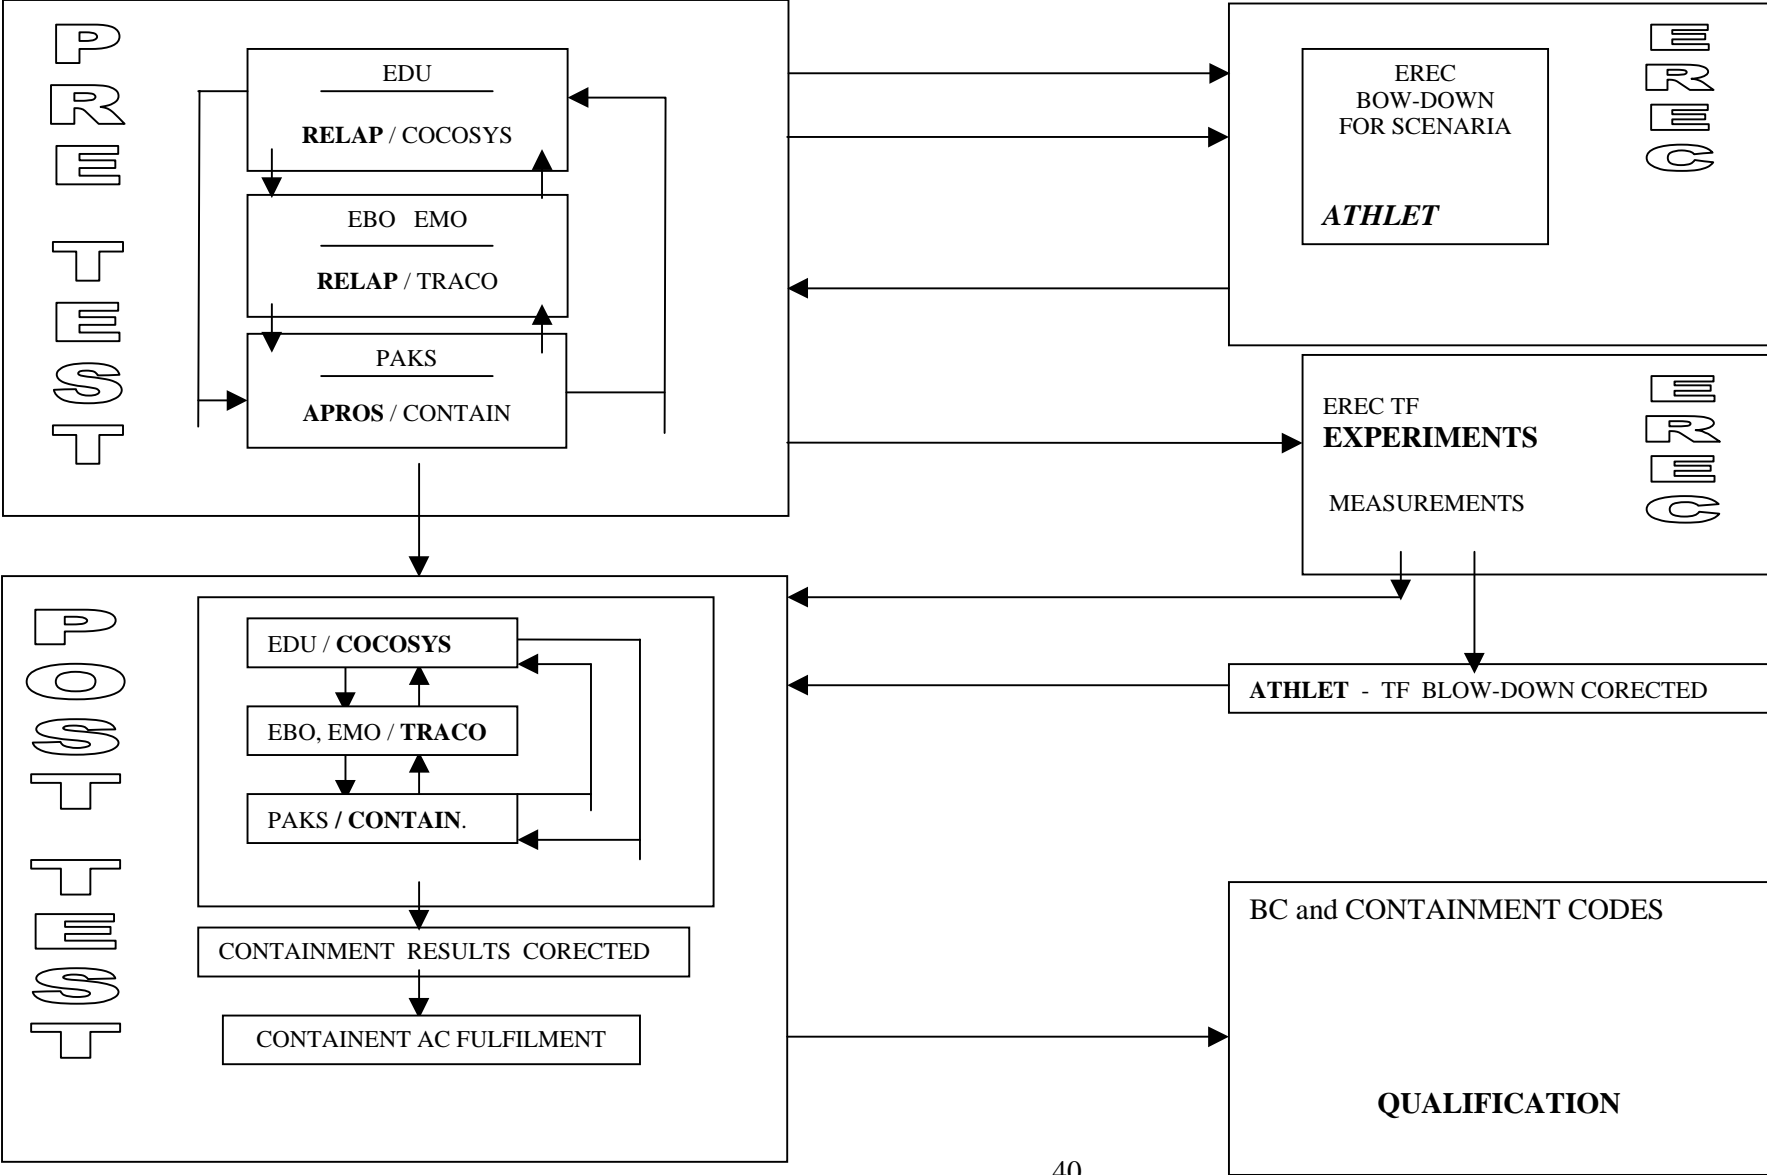 PRE TEST
EDU
RELAP / COCOSYS
EBO EMO
RELAP / TRACO
PAKS
APROS / CONTAIN
EREC
BOW-DOWN
FOR SCENARIA
ATHLET
EREC
EREC TF
EXPERIMENTS
MEASUREMENTS
EREC
POST TEST
EDU / COCOSYS
EBO, EMO / TRACO
PAKS / CONTAIN.
CONTAINMENT RESULTS CORECTED
CONTAINENT AC FULFILMENT
ATHLET - TF BLOW-DOWN CORECTED
BC and CONTAINMENT CODES
QUALIFICATION
40